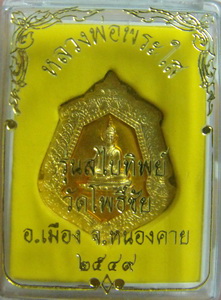 หลวงพ่อพระใส
รุ่นสไบทิพย์
วัดโพธิ์ชัย
อ.เมือง จ.หนองคาย
๒๕๔๙